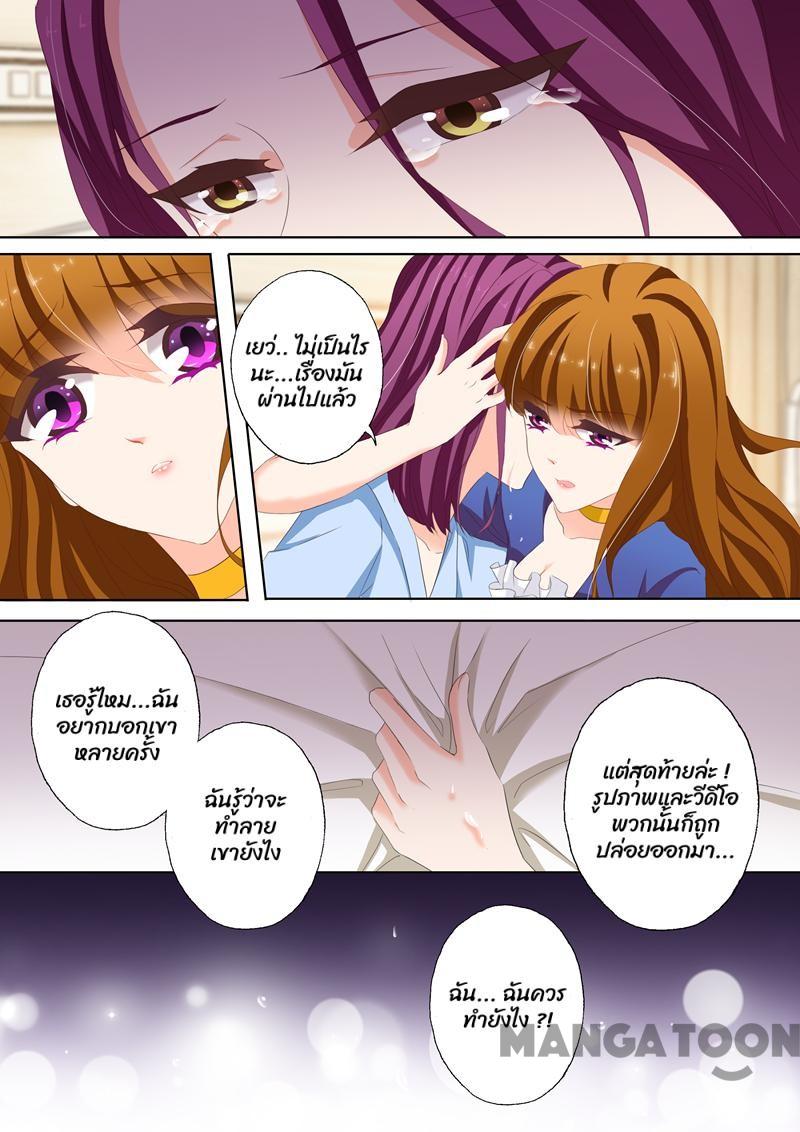 เยว่.. ไม่เป็นไร
นะ...เรื่องมัน
ผ่านไปแล้ว
เธอรู้ไหม...ฉัน
อยากบอกเขา
หลายครั้ง
ฉันรู้ว่าจะ
ทำลาย
เขายังไง
แต่สุดท้ายล่ะ !
รูปภาพและวีดีโอ
พวกนั้นก็ถูก
ปล่อยออกมา...
ฉัน... ฉันควร
ทำยังไง ?!
MANGATOON